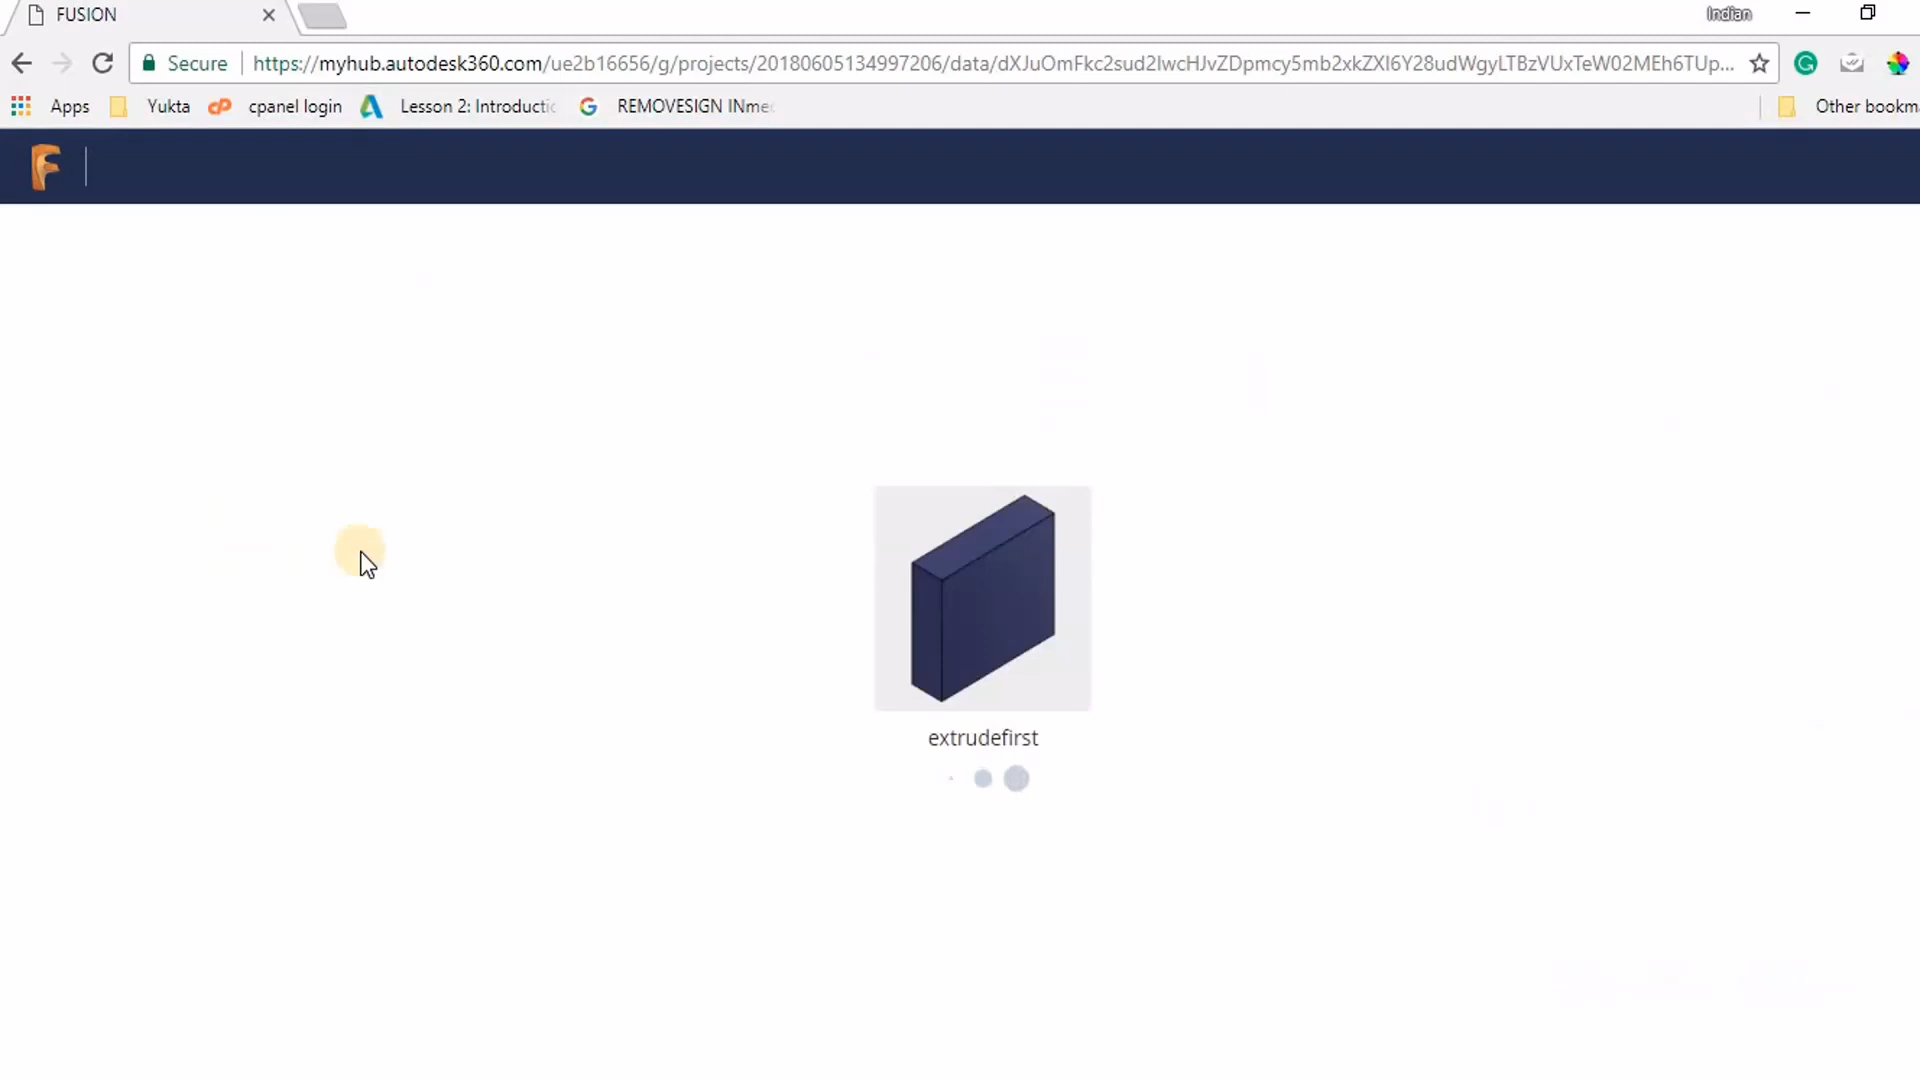 FUSION
Indian
Secure https://myhub.autodesk360.com/ue2b16656/g/projects/20180605134997206/data/dXJuOmFkc2sud2lwcHJvZDpmcy5mb2xkZXI6Y28udWgyLTBzVUxTeW02MEh6TUp...
Apps Yukta cpanel login Lesson 2: Introductic REMOVESIGN INme Other bookm
extrudefirst